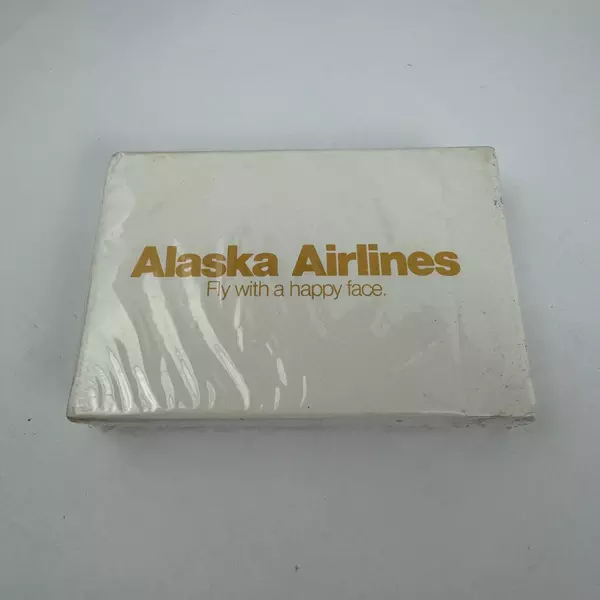 Alaska Airlines
Fly with a happy face.